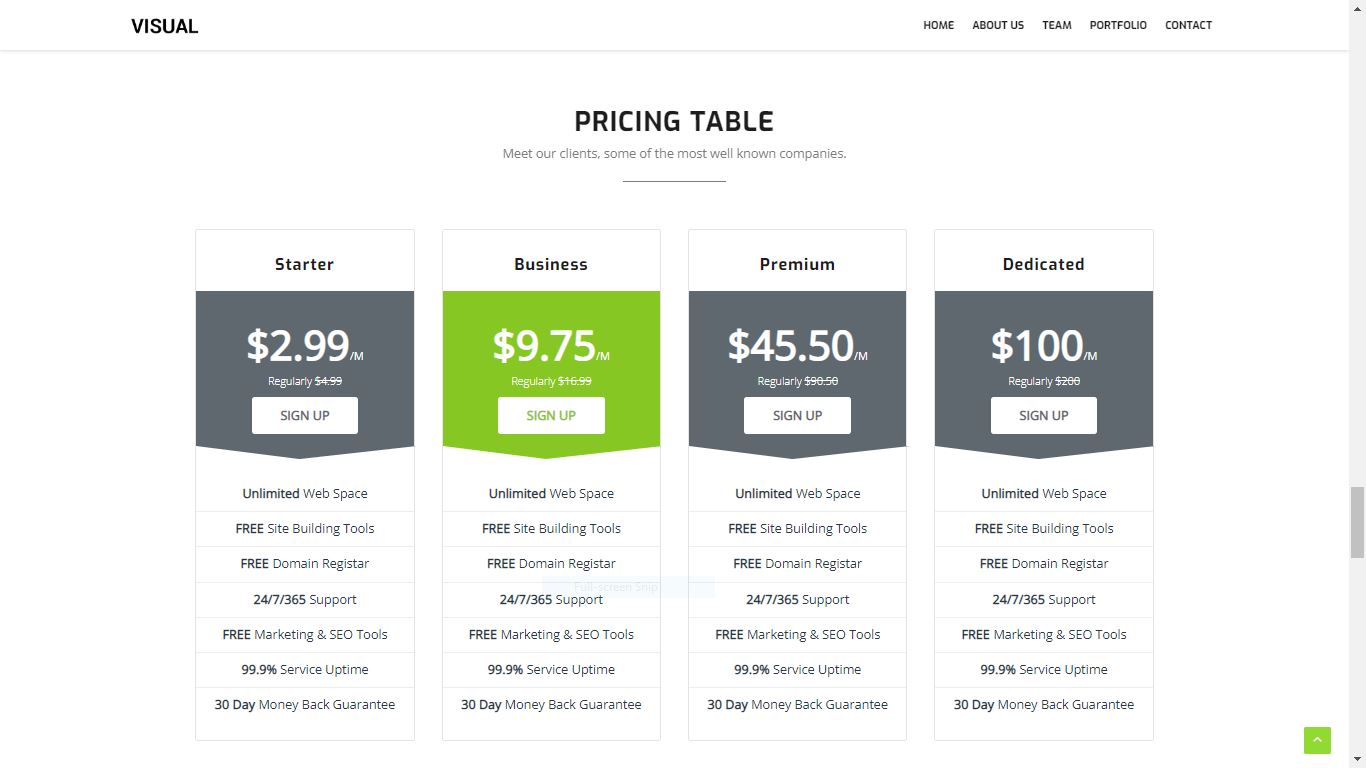 VISUAL
HOME ABOUT US TEAM PORTFOLIO CONTACT
PRICING TABLE
Meet our clients, some of the most well known companies.
Starter
$2.99/M
Regularly $4.99
SIGN UP
Unlimited Web Space
FREE Site Building Tools
FREE Domain Registar
24/7/365 Support
FREE Marketing & SEO Tools
99.9% Service Uptime
30 Day Money Back Guarantee
Business
$9.75/M
Regularly $16.99
SIGN UP
Unlimited Web Space
FREE Site Building Tools
FREE Domain Registar
Full-screen Snip
24/7/365 Support
FREE Marketing & SEO Tools
99.9% Service Uptime
30 Day Money Back Guarantee
Premium
$45.50/M
Regularly $90.50
SIGN UP
Unlimited Web Space
FREE Site Building Tools
FREE Domain Registar
24/7/365 Support
FREE Marketing & SEO Tools
99.9% Service Uptime
30 Day Money Back Guarantee
Dedicated
$100/M
Regularly $200
SIGN UP
Unlimited Web Space
FREE Site Building Tools
FREE Domain Registar
24/7/365 Support
FREE Marketing & SEO Tools
99.9% Service Uptime
30 Day Money Back Guarantee